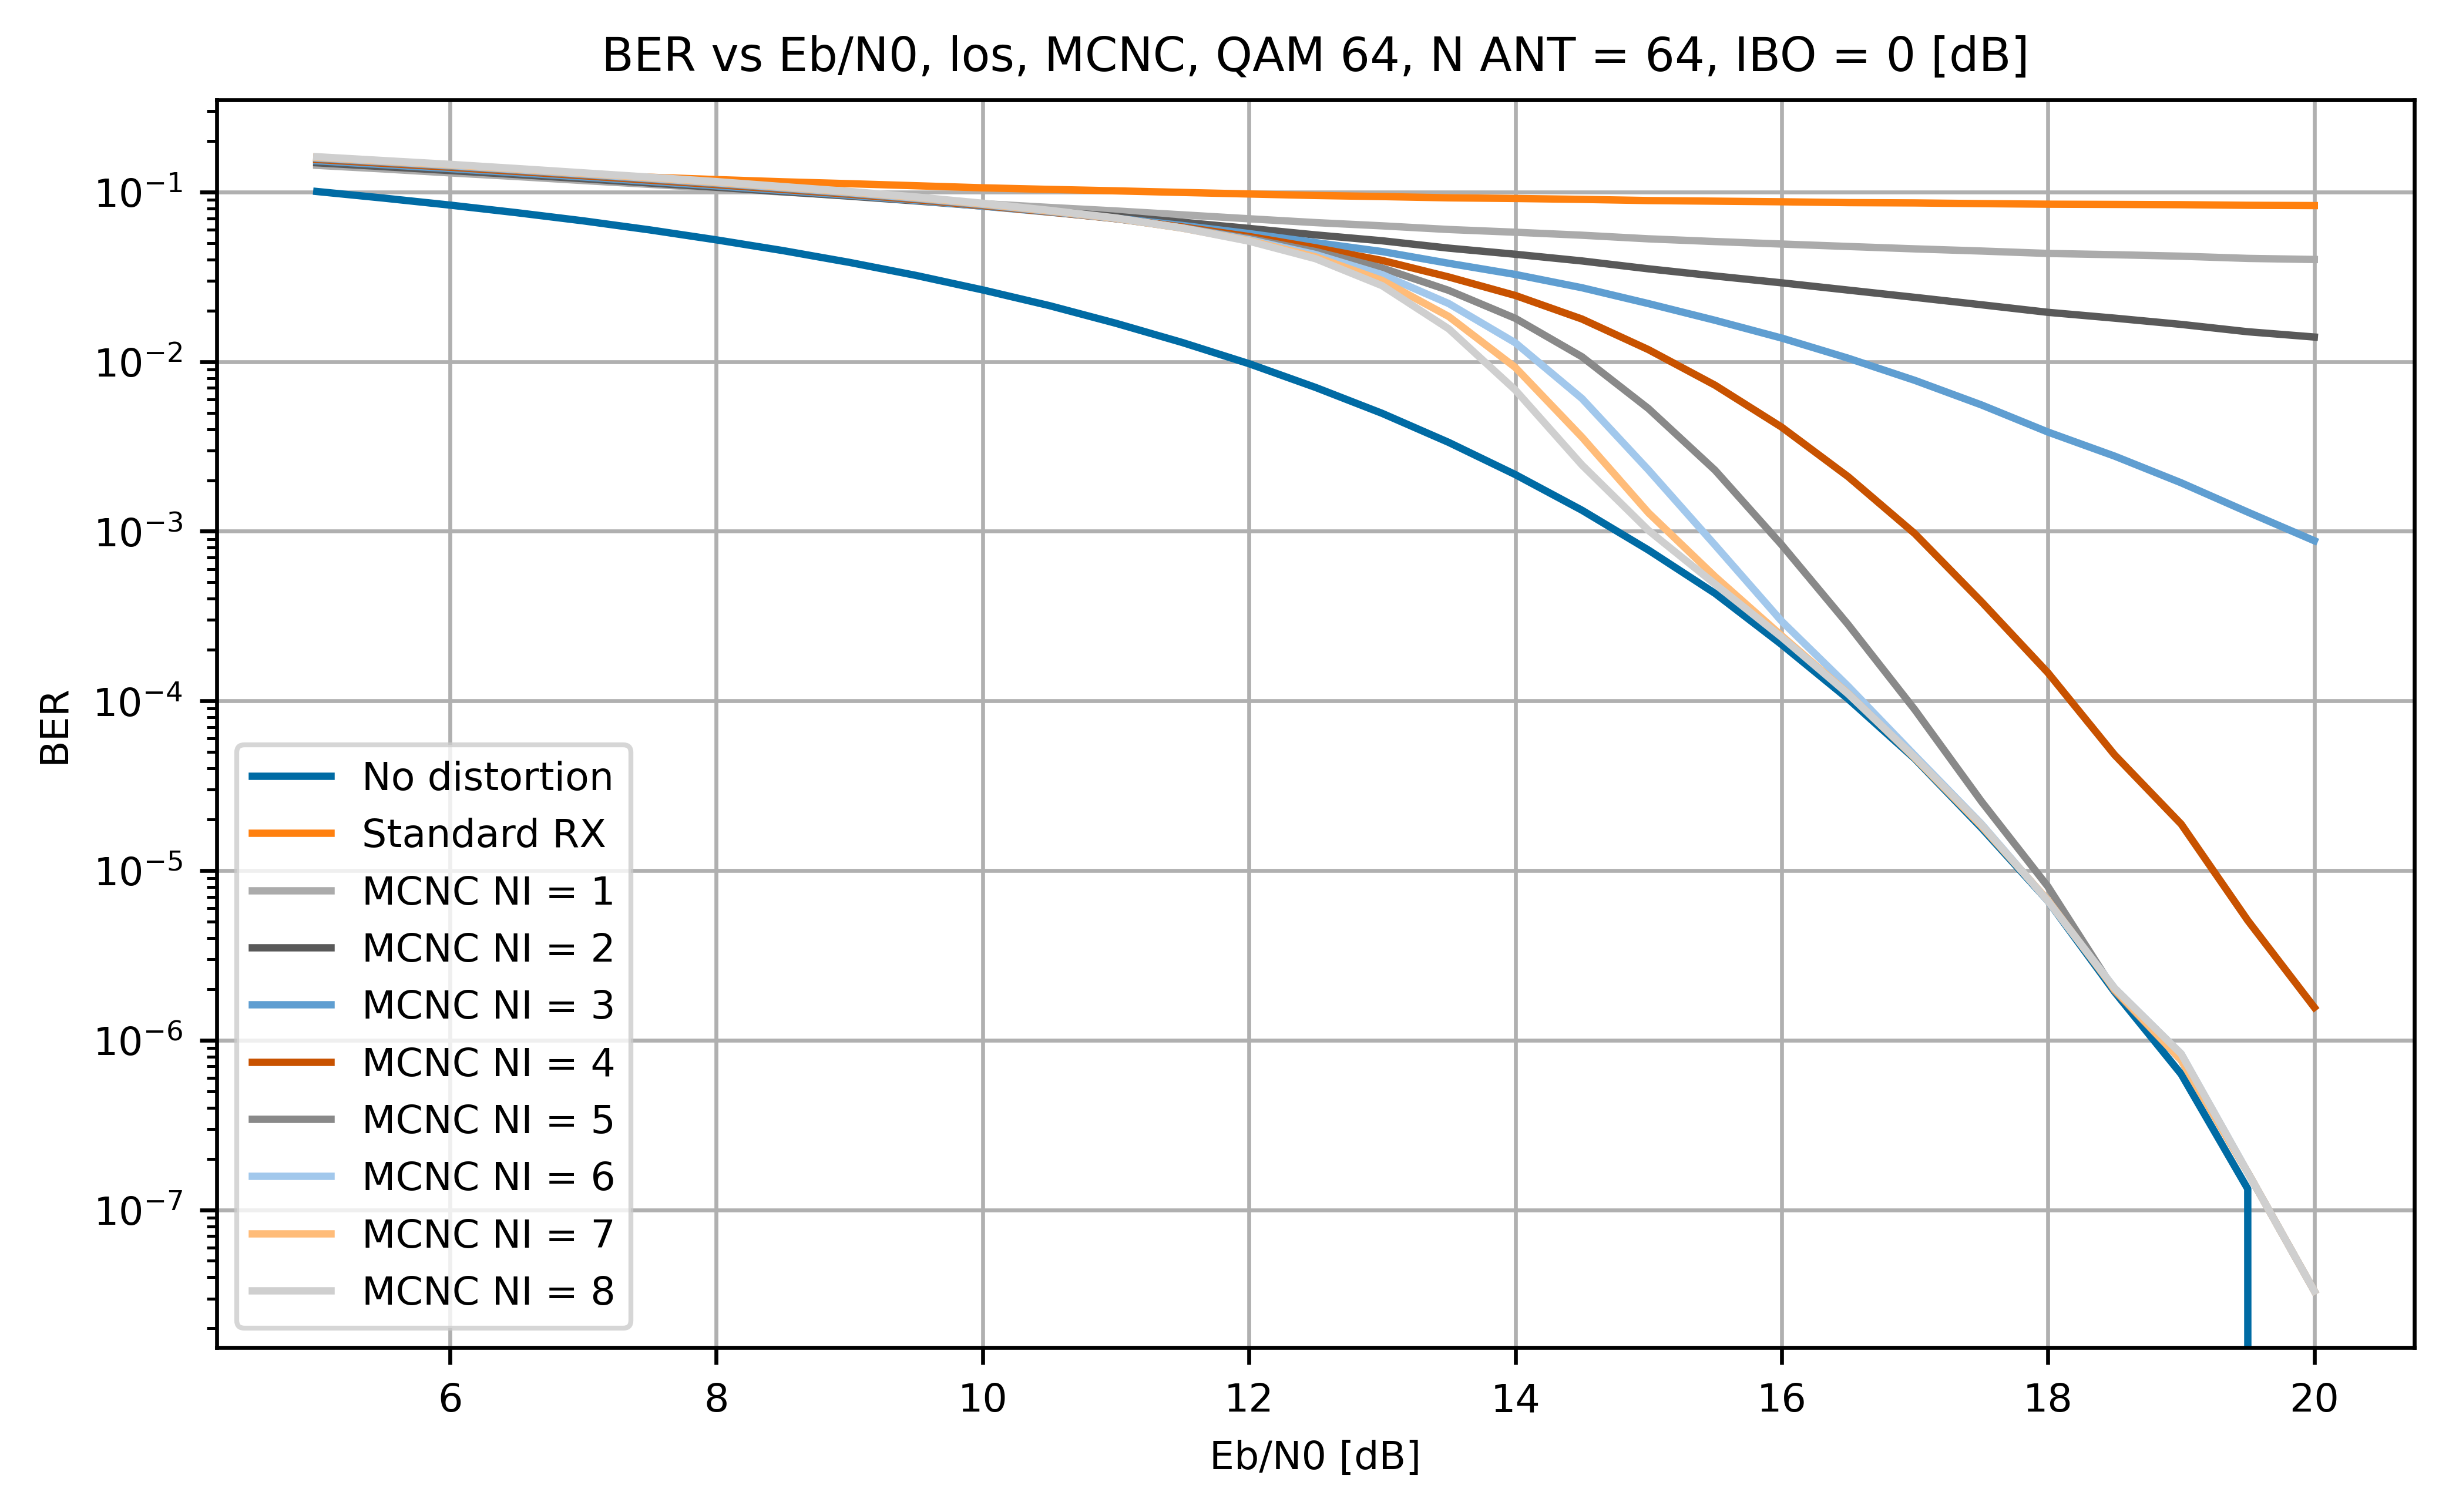 BER vs Eb/N0, los, MCNC, QAM 64, N ANT = 64, IBO = 0 [dB]
BER
10⁻¹
10⁻²
10⁻³
10⁻⁴
10⁻⁵
10⁻⁶
10⁻⁷
No distortion
Standard RX
MCNC NI = 1
MCNC NI = 2
MCNC NI = 3
MCNC NI = 4
MCNC NI = 5
MCNC NI = 6
MCNC NI = 7
MCNC NI = 8
6 8 10 12 14 16 18 20
Eb/N0 [dB]